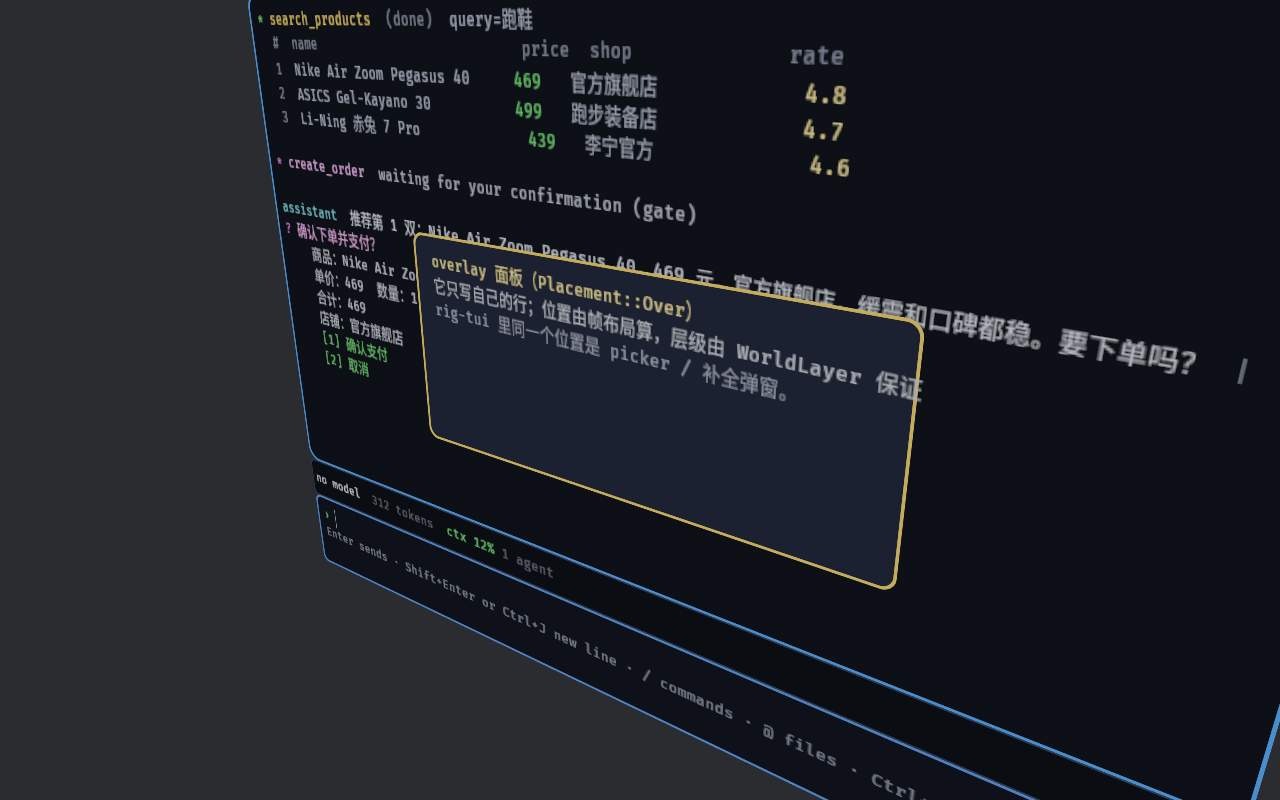 * search_products (done) query=跑鞋
# name price shop rate
1 Nike Air Zoom Pegasus 40 469 官方旗舰店 4.8
2 ASICS Gel-Kayano 30 499 跑步装备店 4.7
3 Li-Ning 赤兔 7 Pro 439 李宁官方 4.6
* create_order waiting for your confirmation (gate)
assistant 推荐第 1 双: Nike Air Zoom Pegasus 40, 469 元, 官方旗舰店, 缓震和口碑都稳。要下单吗?
? 确认下单并支付?
商品: Nike Air Zo
单价: 469 数量: 1
合计: 469
店铺: 官方旗舰店
[1] 确认支付
[2] 取消
overlay 面板 (Placement::Over)
它只写自己的行; 位置由帧布局算, 层级由 WorldLayer 保证
rig-tui 里同一个位置是 picker / 补全弹窗。
no model 312 tokens ctx 12% 1 agent
›
Enter sends · Shift+Enter or Ctrl+J new line · / commands · @ files · Ctrl